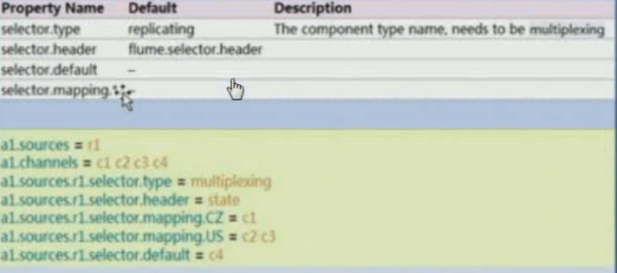 Property Name Default Description
selector.type replicating The component type name, needs to be multiplexing
selector.header flume.selector.header
selector.default –
selector.mapping.
a1.sources = r1
a1.channels = c1 c2 c3 c4
a1.sources.r1.selector.type = multiplexing
a1.sources.r1.selector.header = state
a1.sources.r1.selector.mapping.CZ = c1
a1.sources.r1.selector.mapping.US = c2 c3
a1.sources.r1.selector.default = c4